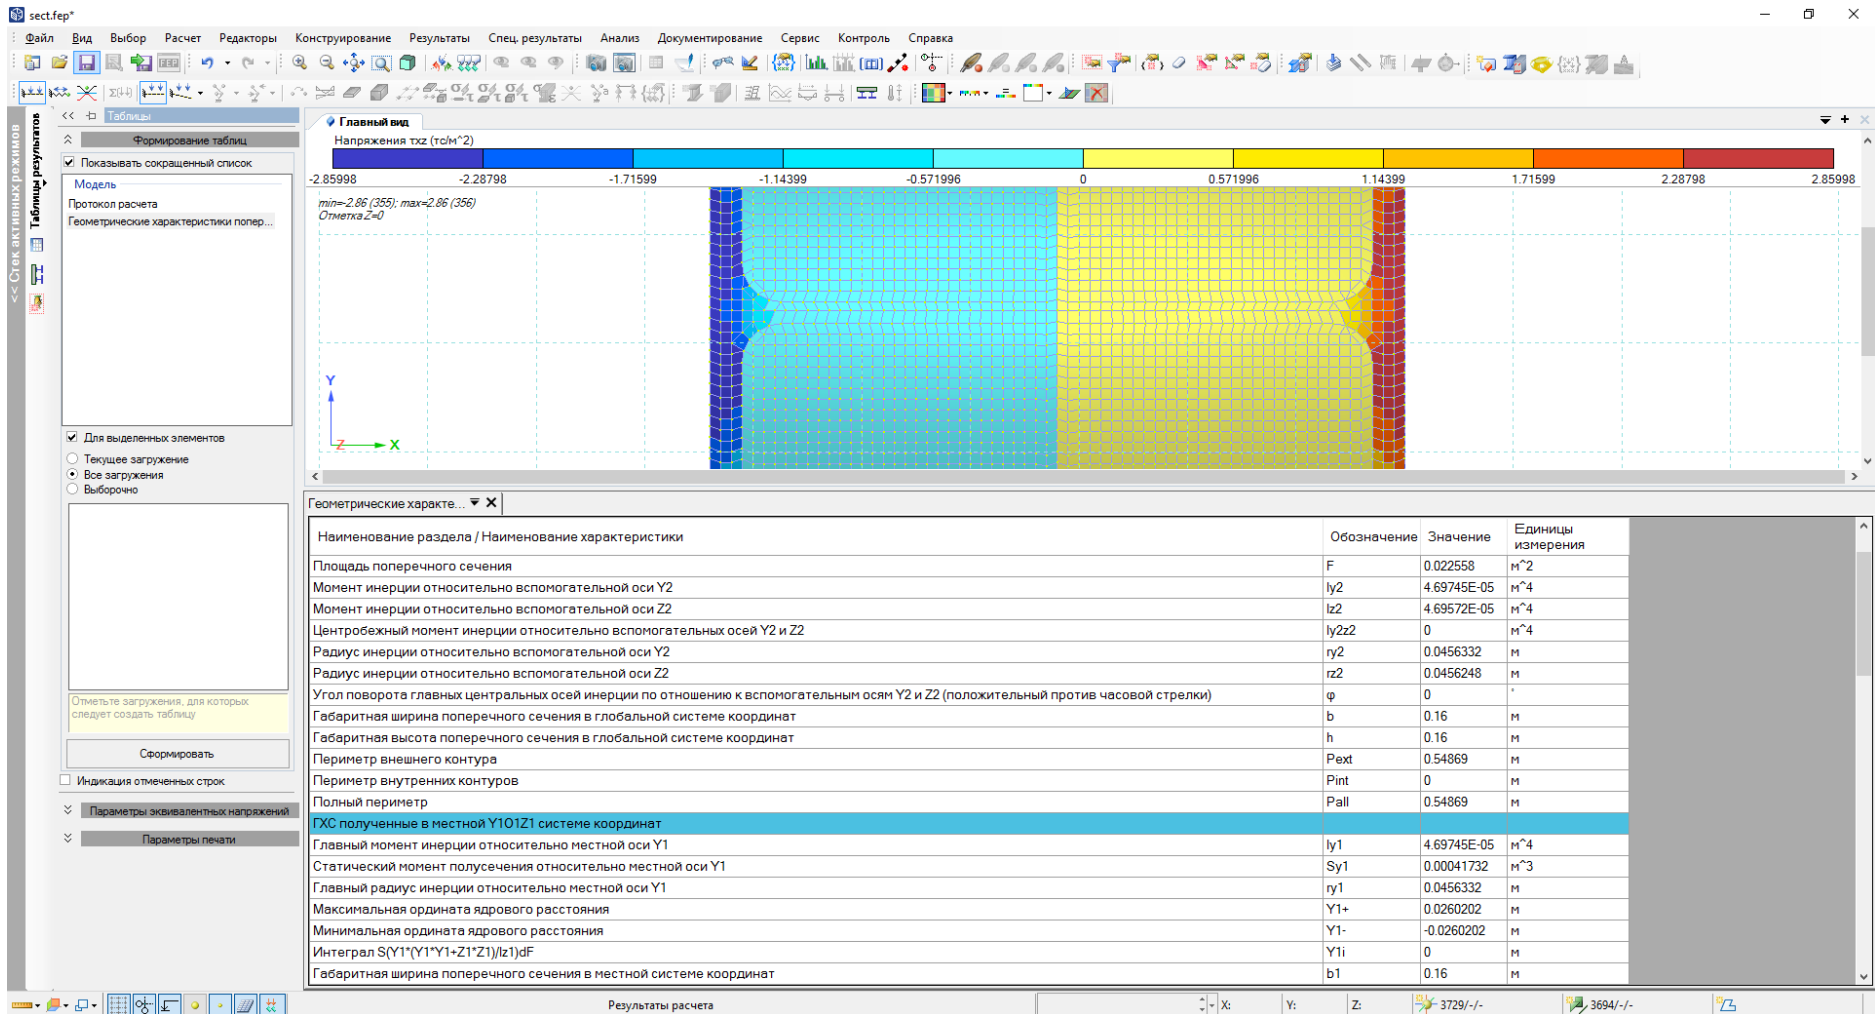 sect.fep*
Файл Вид Выбор Расчет Редакторы Конструирование Результаты Спец. результаты Анализ Документирование Сервис Контроль Справка
<< Стек активных режимов
Таблицы результатов
Таблицы
Формирование таблиц
Показывать сокращенный список
Модель
Протокол расчета
Геометрические характеристики попер...
Для выделенных элементов
Текущее загружение
Все загружения
Выборочно
Отметьте загружения, для которых
следует создать таблицу
Сформировать
Индикация отмеченных строк
Параметры эквивалентных напряжений
Параметры печати
Главный вид
Напряжения τxz (тс/м^2)
-2.85998 -2.28798 -1.71599 -1.14399 -0.571996 0 0.571996 1.14399 1.71599 2.28798 2.85998
min=-2.86 (355); max=2.86 (356)
Отметка Z=0
Y
Z X
Геометрические характе...
Наименование раздела / Наименование характеристики Обозначение Значение Единицы измерения
Площадь поперечного сечения F 0.022558 м^2
Момент инерции относительно вспомогательной оси Y2 Iy2 4.69745E-05 м^4
Момент инерции относительно вспомогательной оси Z2 Iz2 4.69572E-05 м^4
Центробежный момент инерции относительно вспомогательных осей Y2 и Z2 Iy2z2 0 м^4
Радиус инерции относительно вспомогательной оси Y2 ry2 0.0456332 м
Радиус инерции относительно вспомогательной оси Z2 rz2 0.0456248 м
Угол поворота главных центральных осей инерции по отношению к вспомогательным осям Y2 и Z2 (положительный против часовой стрелки) φ 0 °
Габаритная ширина поперечного сечения в глобальной системе координат b 0.16 м
Габаритная высота поперечного сечения в глобальной системе координат h 0.16 м
Периметр внешнего контура Pext 0.54869 м
Периметр внутренних контуров Pint 0 м
Полный периметр Pall 0.54869 м
ГХС полученные в местной Y1O1Z1 системе координат
Главный момент инерции относительно местной оси Y1 Iy1 4.69745E-05 м^4
Статический момент полусечения относительно местной оси Y1 Sy1 0.00041732 м^3
Главный радиус инерции относительно местной оси Y1 ry1 0.0456332 м
Максимальная ордината ядрового расстояния Y1+ 0.0260202 м
Минимальная ордината ядрового расстояния Y1- -0.0260202 м
Интеграл S(Y1*(Y1*Y1+Z1*Z1)/Iz1)dF Y1i 0 м
Габаритная ширина поперечного сечения в местной системе координат b1 0.16 м
Результаты расчета X: Y: Z: 3729/-/- 3694/-/-